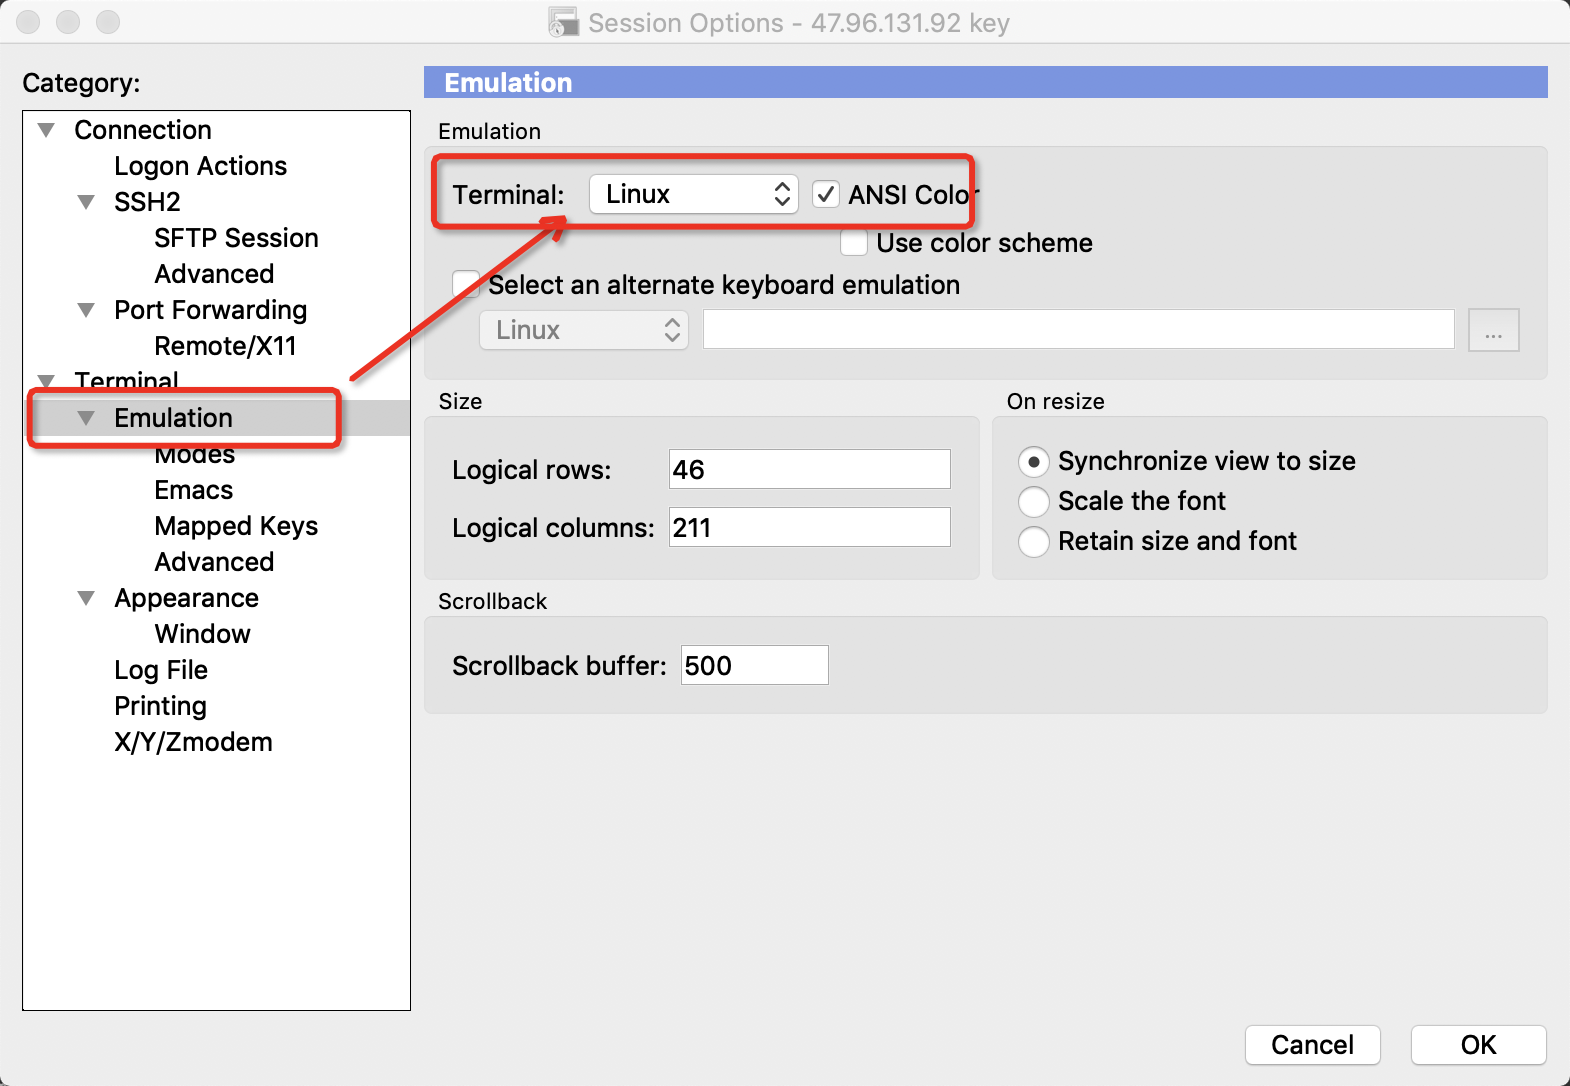 Session Options - 47.96.131.92 key
Category:
Connection
Logon Actions
SSH2
SFTP Session
Advanced
Port Forwarding
Remote/X11
Terminal
Emulation
Modes
Emacs
Mapped Keys
Advanced
Appearance
Window
Log File
Printing
X/Y/Zmodem
Emulation
Emulation
Terminal: Linux ANSI Color
Use color scheme
Select an alternate keyboard emulation
Linux ...
Size
Logical rows: 46
Logical columns: 211
On resize
Synchronize view to size
Scale the font
Retain size and font
Scrollback
Scrollback buffer: 500
Cancel OK